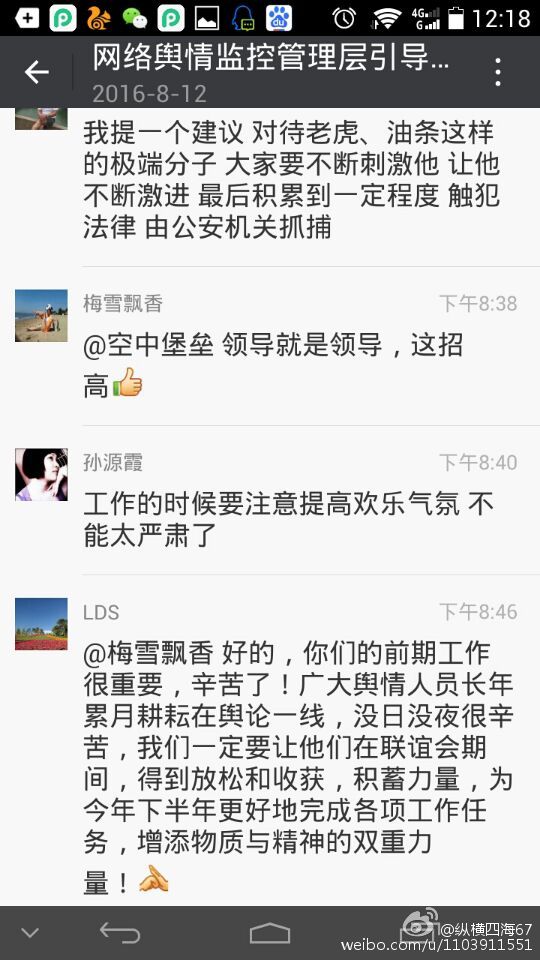 4G
G
12:18
网络舆情监控管理层引导...
2016-8-12
我提一个建议 对待老虎、油条这样
的极端分子 大家要不断刺激他 让他
不断激进 最后积累到一定程度 触犯
法律 由公安机关抓捕
梅雪飘香 下午8:38
@空中堡垒 领导就是领导，这招
高👍
孙源霞 下午8:40
工作的时候要注意提高欢乐气氛 不
能太严肃了
LDS 下午8:46
@梅雪飘香 好的，你们的前期工作
很重要，辛苦了！广大舆情人员长年
累月耕耘在舆论一线，没日没夜很辛
苦，我们一定要让他们在联谊会期
间，得到放松和收获，积蓄力量，为
今年下半年更好地完成各项工作任
务，增添物质与精神的双重力
量！
@纵横四海67
weibo.com/u/1103911551